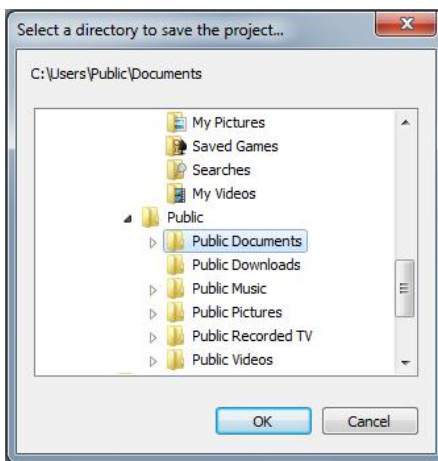 Select a directory to save the project...
C:\Users\Public\Documents
My Pictures
Saved Games
Searches
My Videos
Public
Public Documents
Public Downloads
Public Music
Public Pictures
Public Recorded TV
Public Videos
OK
Cancel